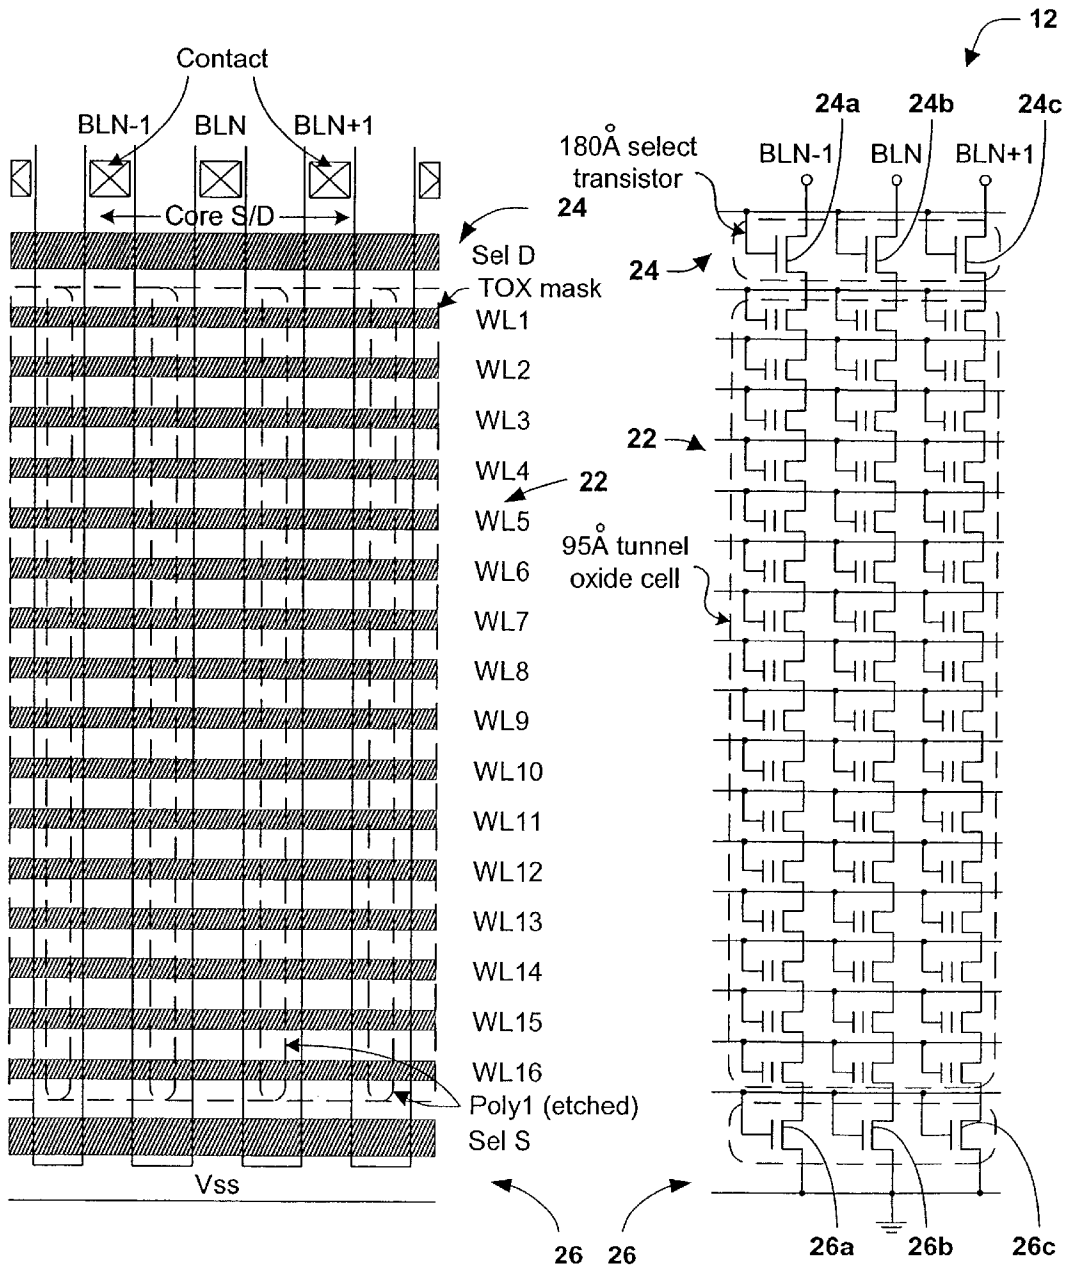 12
Contact
24a 24b 24c
BLN-1 BLN BLN+1
180Å select
transistor
BLN-1 BLN BLN+1
Core S/D
24
Sel D
24
TOX mask
WL1
WL2
WL3
22
WL4
22
WL5
95Å tunnel
oxide cell
WL6
WL7
WL8
WL9
WL10
WL11
WL12
WL13
WL14
WL15
WL16
Poly1 (etched)
Sel S
Vss
26 26
26a 26b 26c